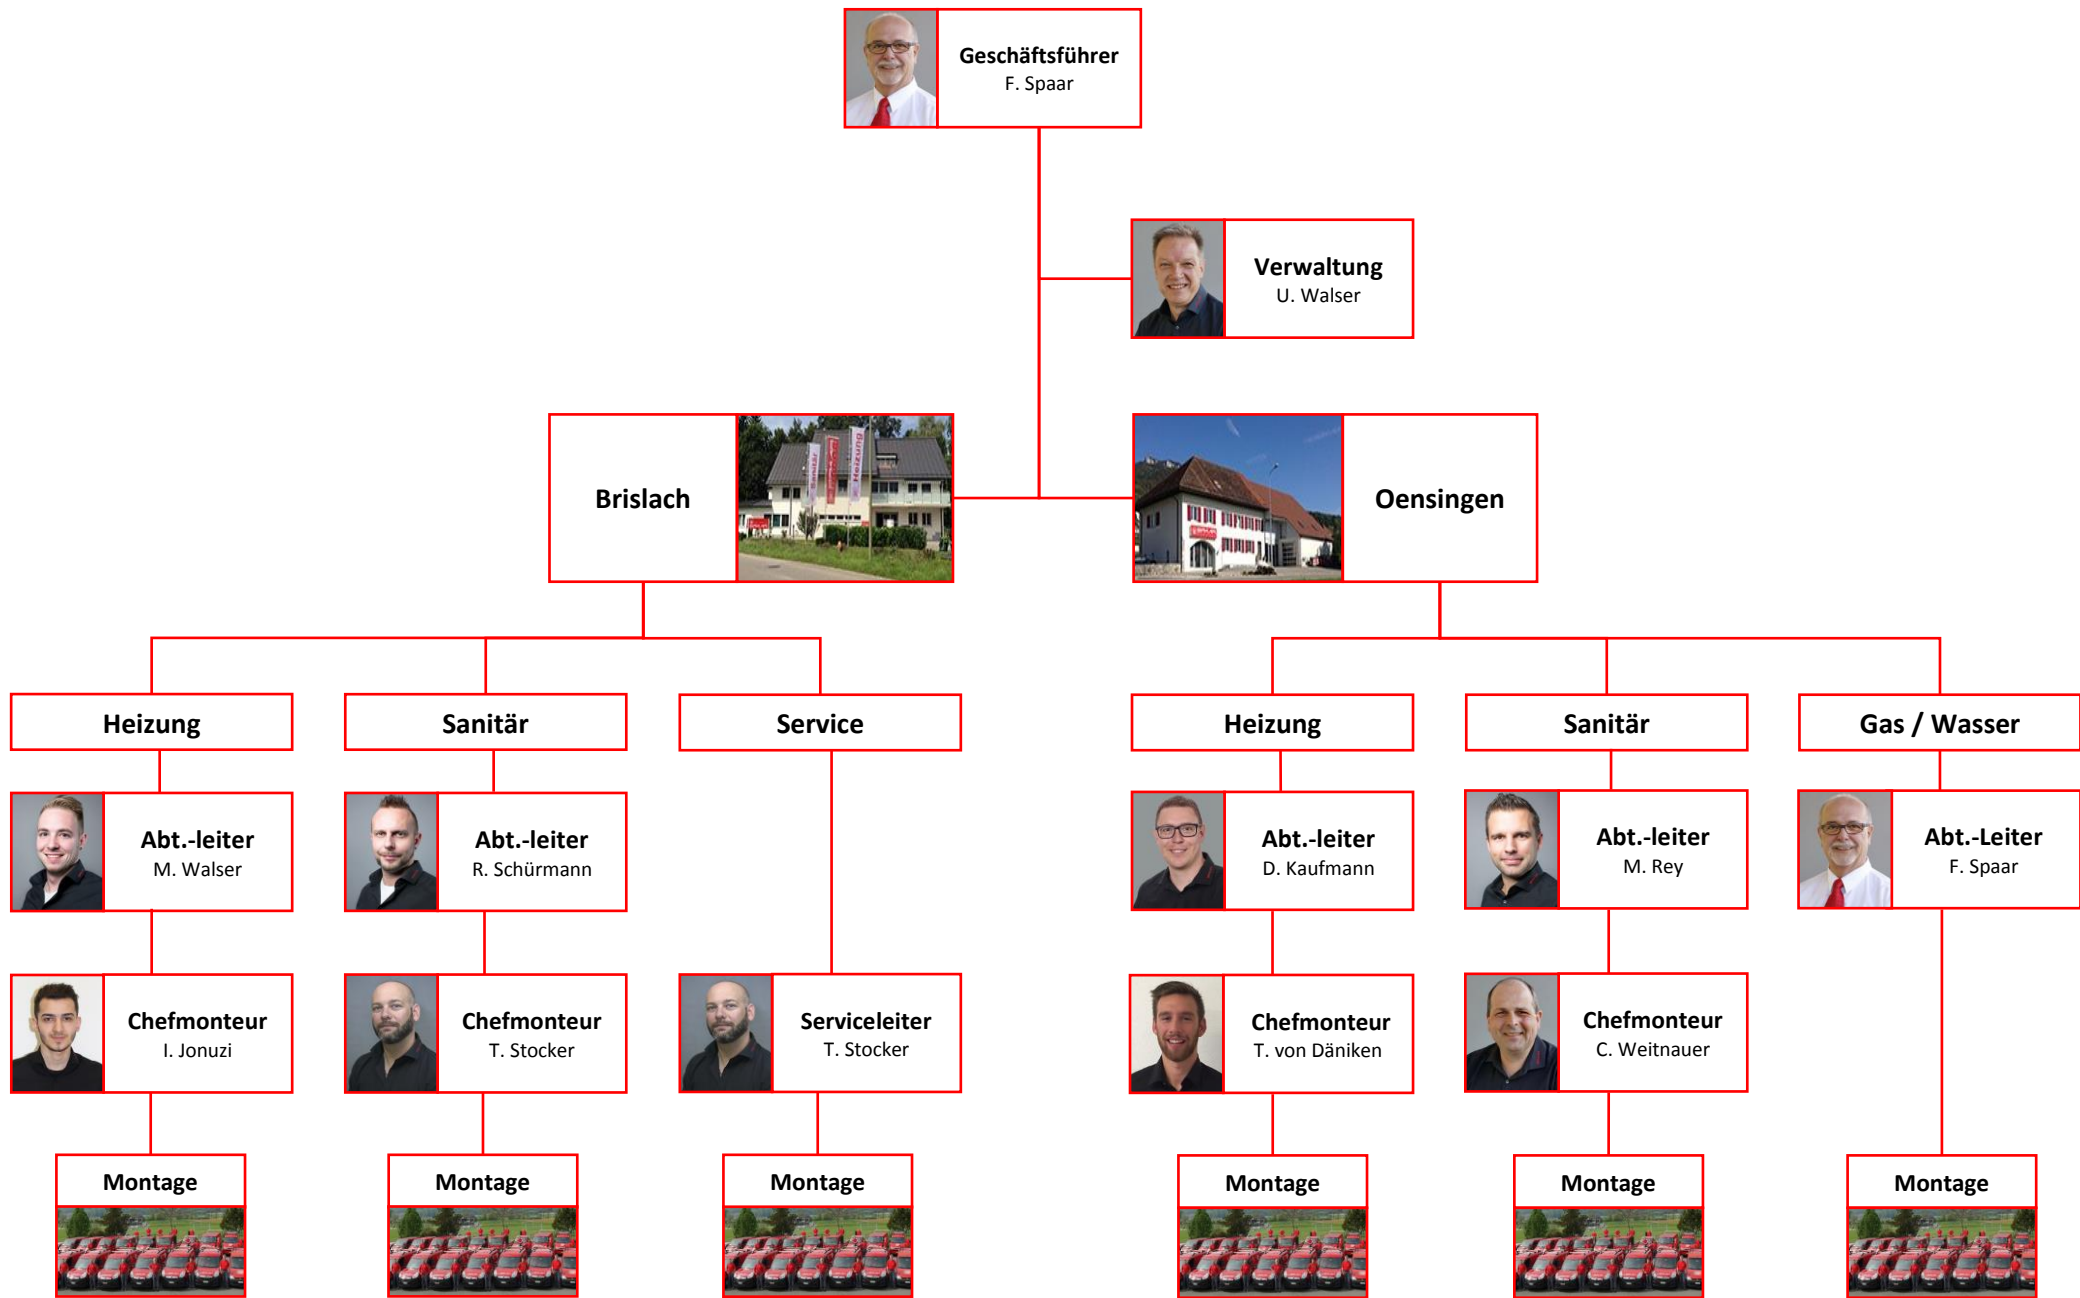 Geschäftsführer
F. Spaar
Verwaltung
U. Walser
Brislach
Sanitär
Heizung
Oensingen
Heizung
Sanitär
Service
Heizung
Sanitär
Gas / Wasser
Abt.-leiter
M. Walser
Abt.-leiter
R. Schürmann
Abt.-leiter
D. Kaufmann
Abt.-leiter
M. Rey
Abt.-Leiter
F. Spaar
Chefmonteur
I. Jonuzi
Chefmonteur
T. Stocker
Serviceleiter
T. Stocker
Chefmonteur
T. von Däniken
Chefmonteur
C. Weitnauer
Montage
Montage
Montage
Montage
Montage
Montage